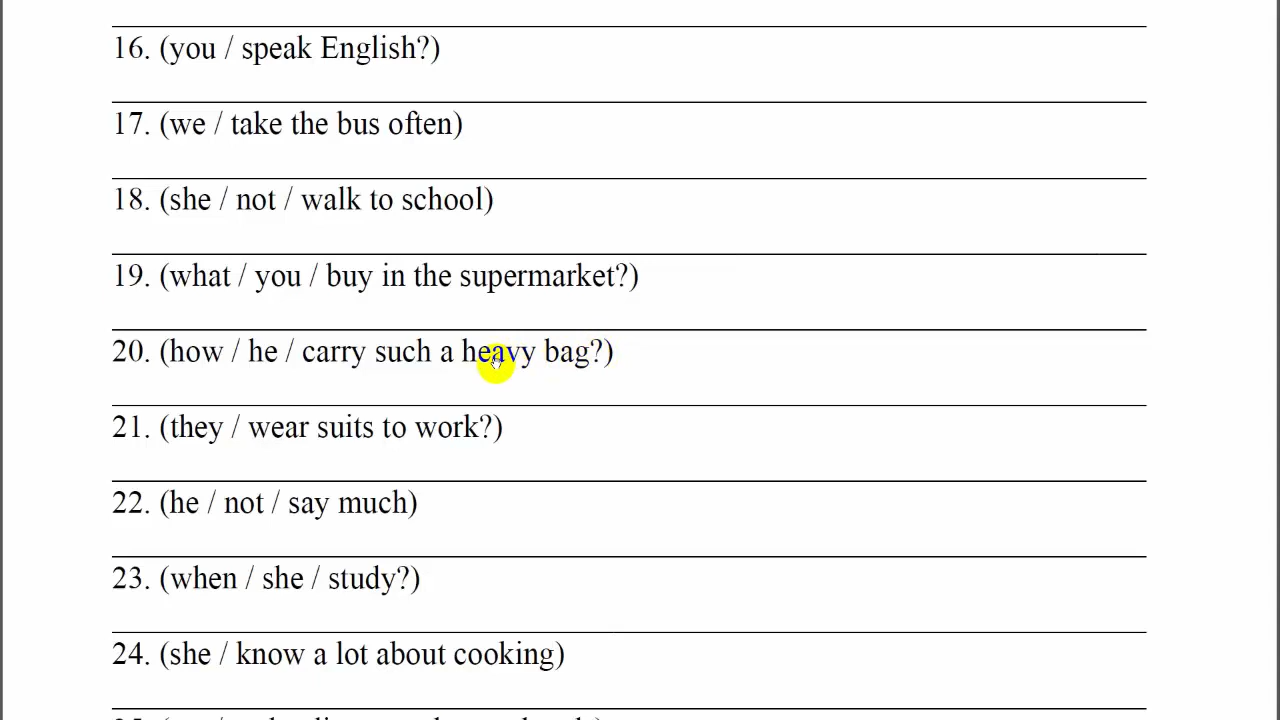 16. (you / speak English?)
17. (we / take the bus often)
18. (she / not / walk to school)
19. (what / you / buy in the supermarket?)
20. (how / he / carry such a heavy bag?)
21. (they / wear suits to work?)
22. (he / not / say much)
23. (when / she / study?)
24. (she / know a lot about cooking)